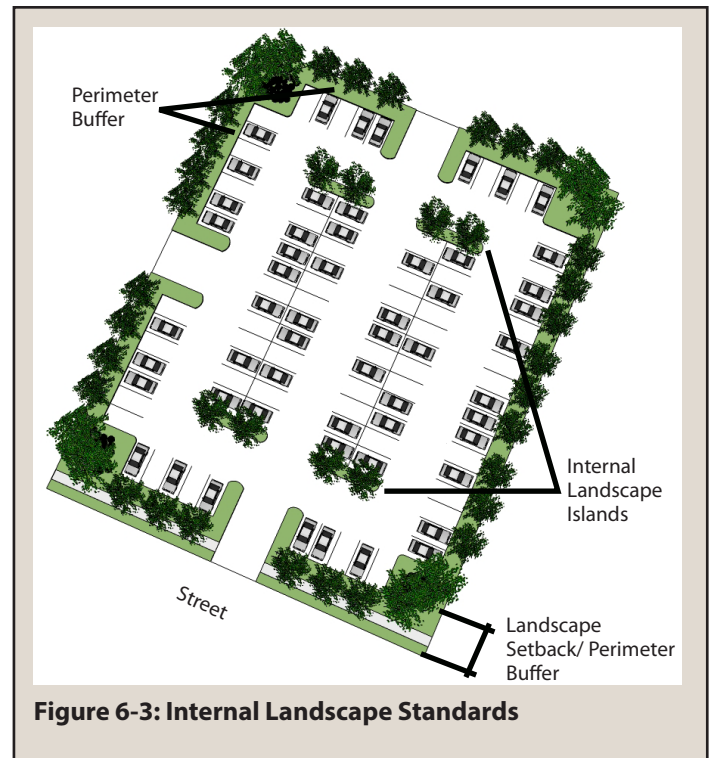 Perimeter
Buffer
Internal
Landscape
Islands
Street
Landscape
Setback/ Perimeter
Buffer
Figure 6-3: Internal Landscape Standards